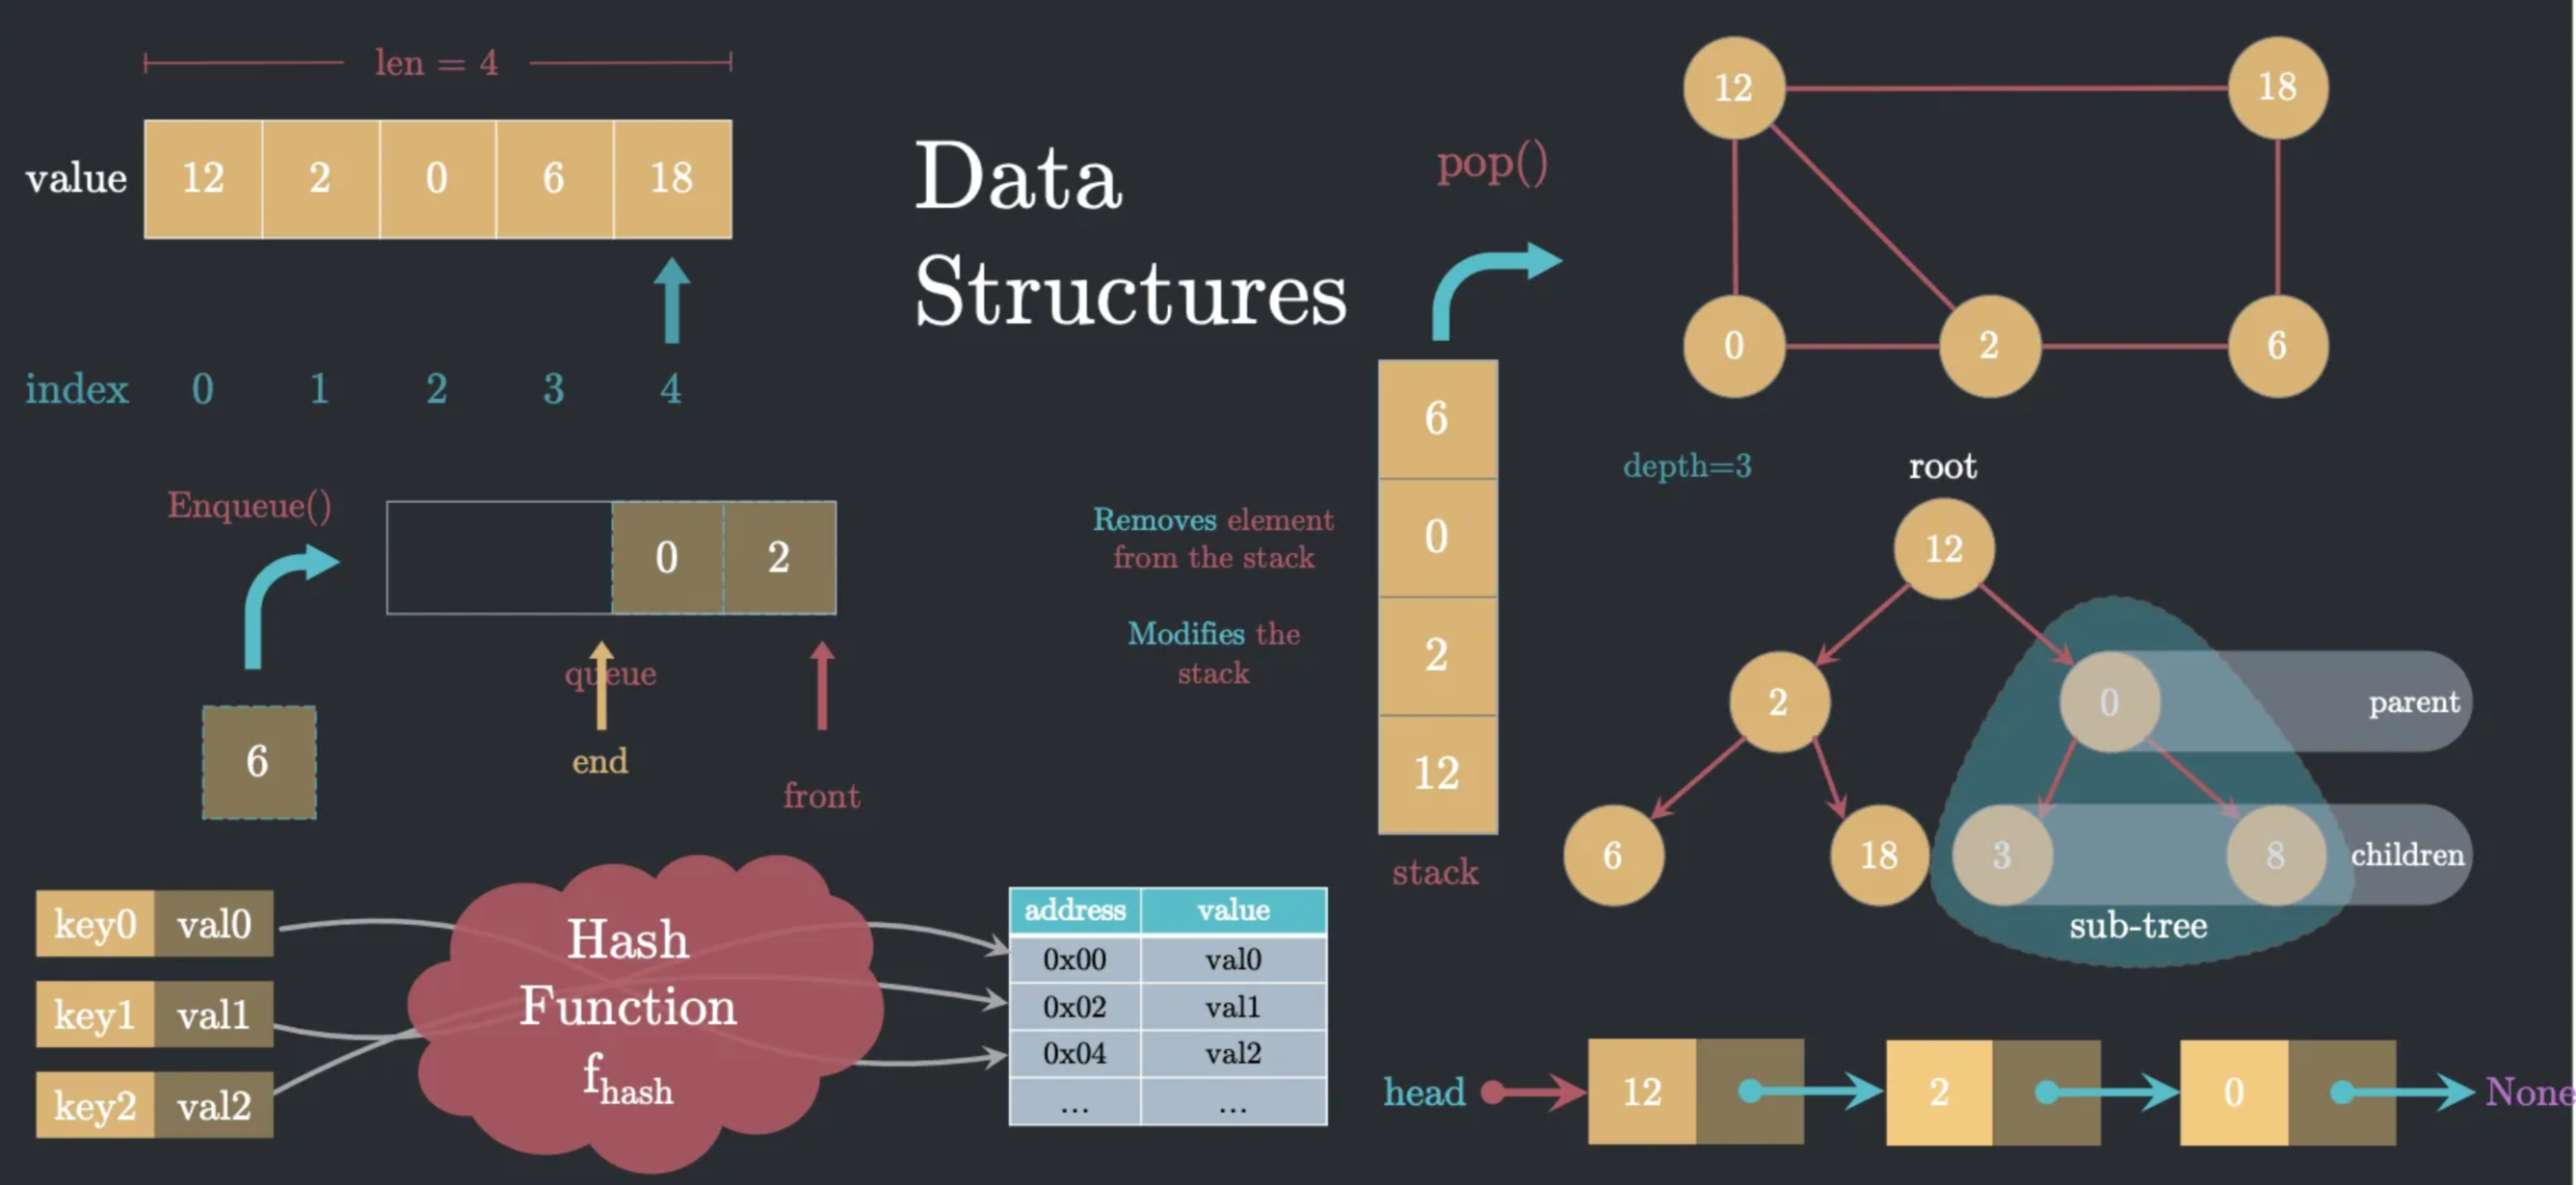 len = 4
value 12 2 0 6 18
index 0 1 2 3 4
Data
Structures
pop()
12 18
0 2 6
Enqueue()
0 2
queue
end
front
6
Removes element
from the stack
Modifies the
stack
6
0
2
12
stack
depth=3
root
12
2 0 parent
6 18 3 8 children
sub-tree
key0 val0
key1 val1
key2 val2
Hash
Function
fhash
address value
0x00 val0
0x02 val1
0x04 val2
... ...
head 12 2 0 None